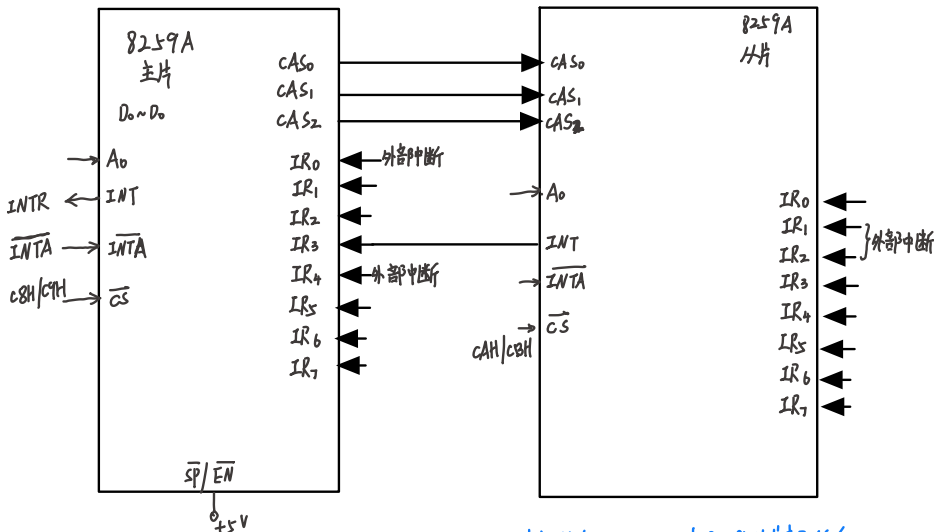 8259A
主片
D₀~D₀
A₀
INTR
INT
INTA
INTA
C8H/C9H
CS
CAS₀
CAS₁
CAS₂
IR₀
外部中断
IR₁
IR₂
IR₃
IR₄
外部中断
IR₅
IR₆
IR₇
SP/EN
+5V
8259A
从片
CAS₀
CAS₁
CAS₂
A₀
INT
INTA
CS
CAH/CBH
IR₀
IR₁
IR₂
外部中断
IR₃
IR₄
IR₅
IR₆
IR₇